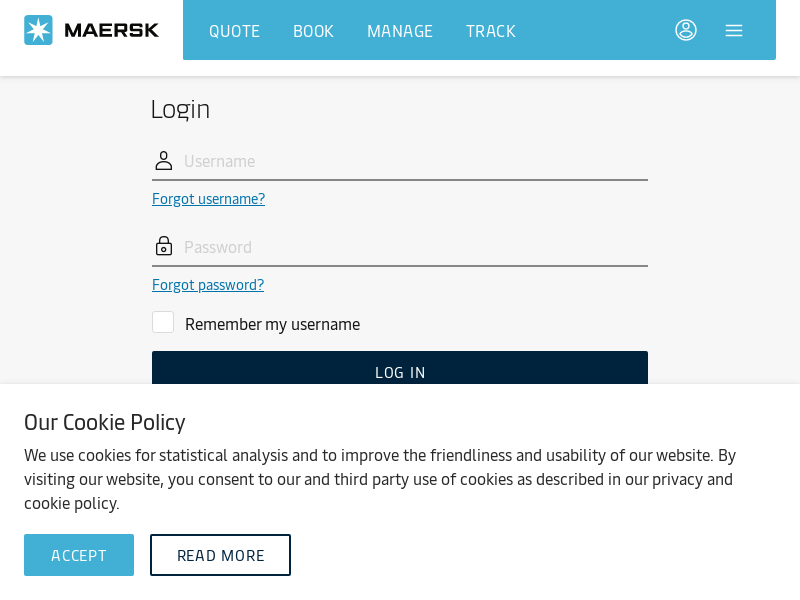 MAERSK
QUOTE BOOK MANAGE TRACK
Login
Username
Forgot username?
Password
Forgot password?
Remember my username
LOG IN
Our Cookie Policy
We use cookies for statistical analysis and to improve the friendliness and usability of our website. By
visiting our website, you consent to our and third party use of cookies as described in our privacy and
cookie policy.
ACCEPT READ MORE